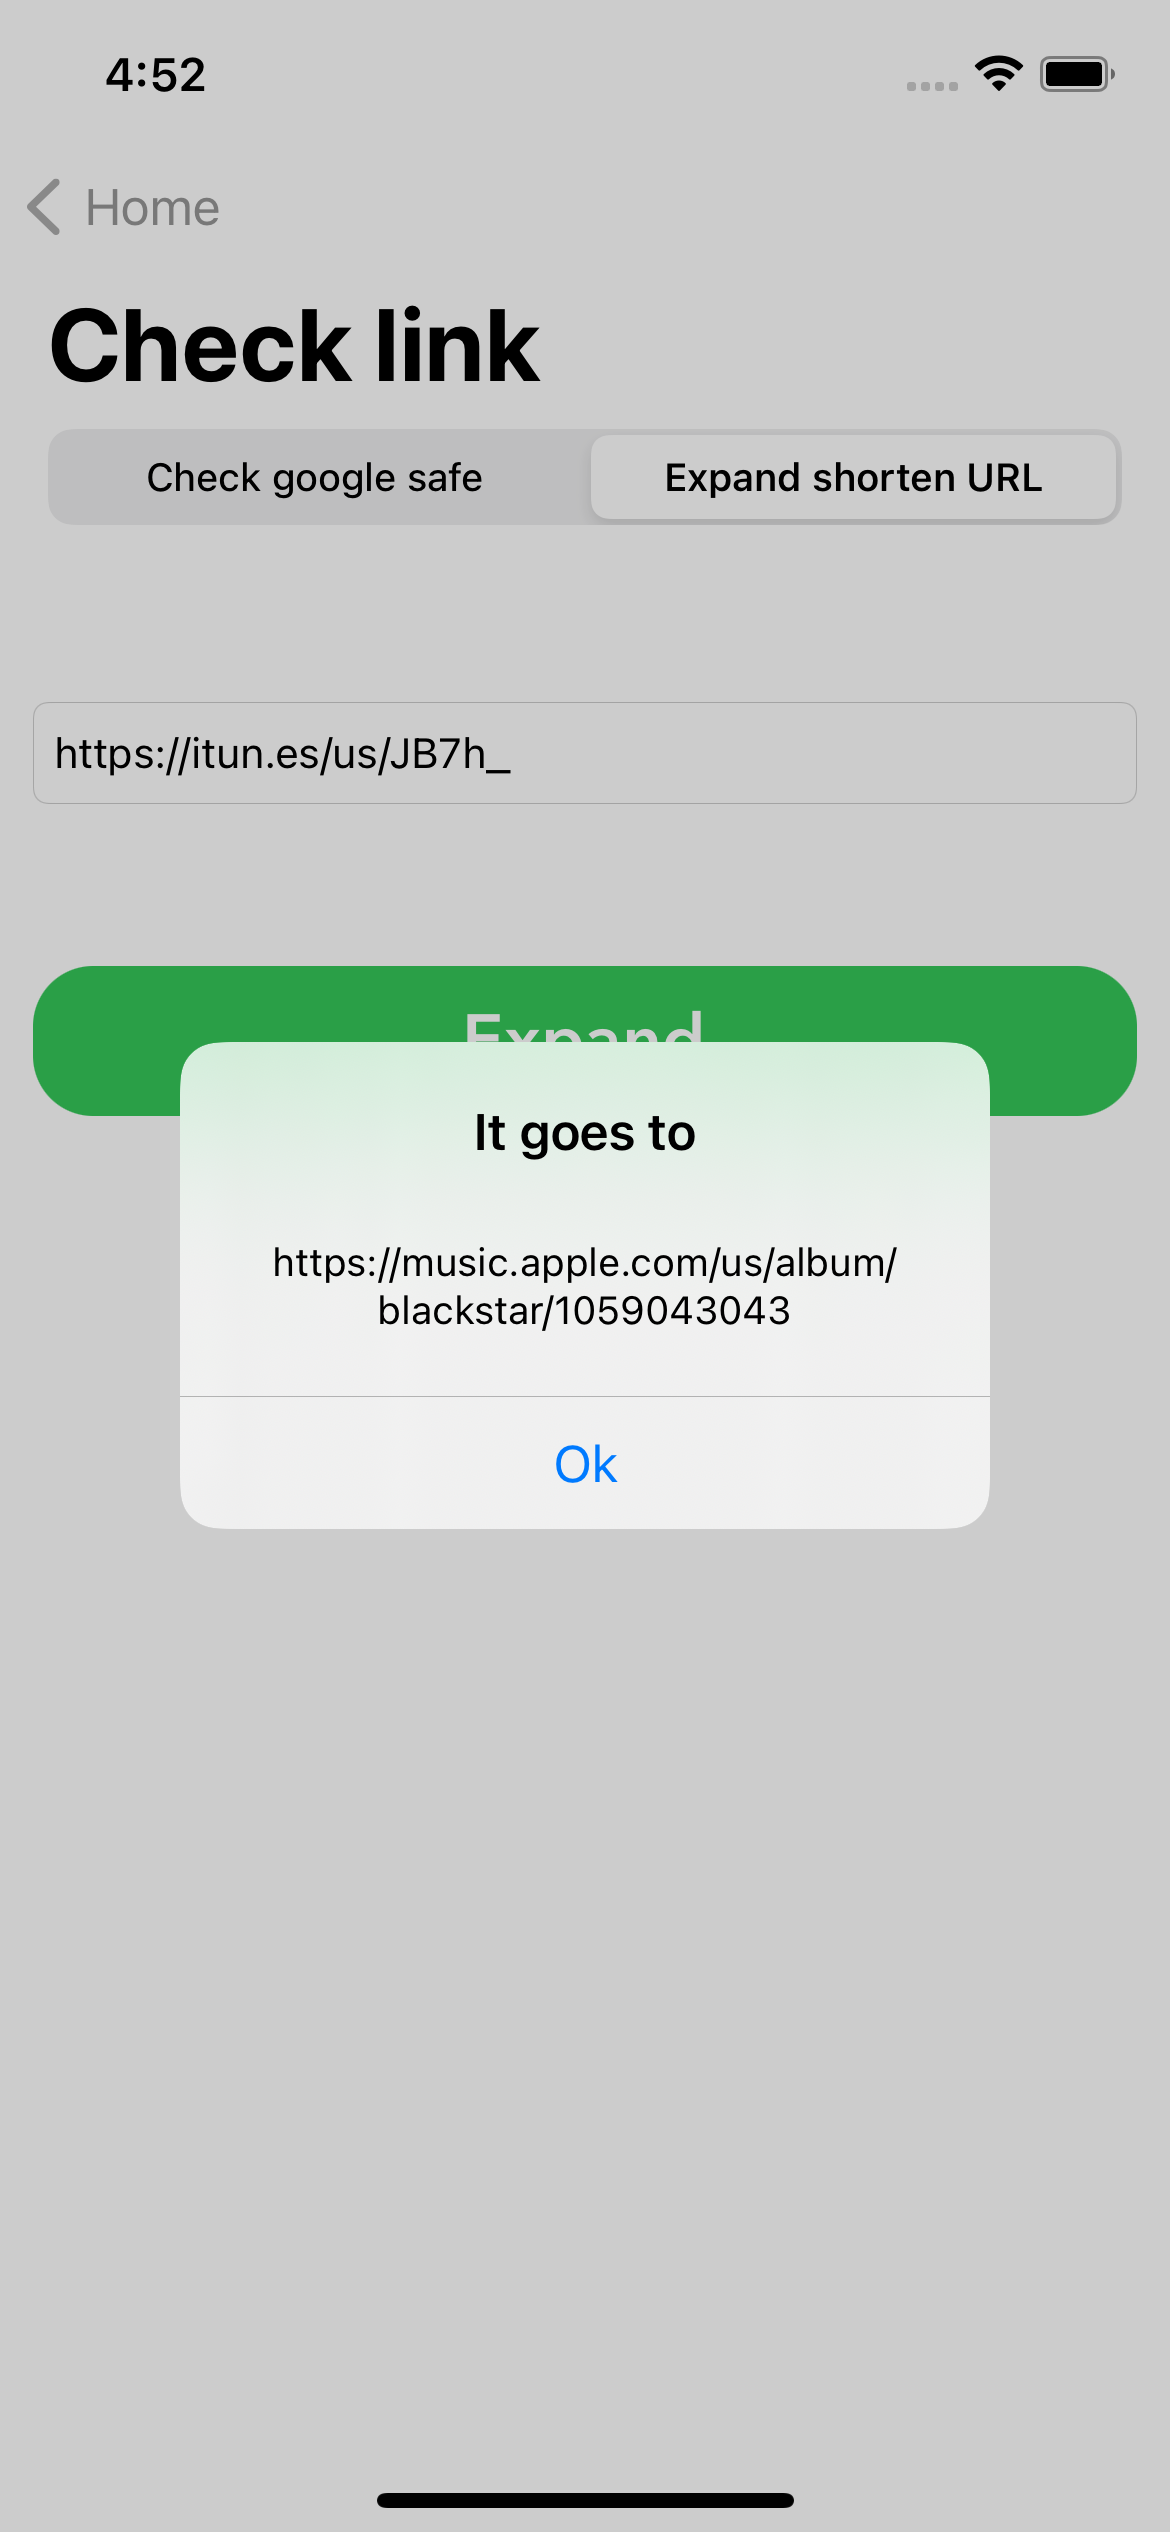 4:52
Home
Check link
Check google safe
Expand shorten URL
https://itun.es/us/JB7h_
Expand
It goes to
https://music.apple.com/us/album/
blackstar/1059043043
Ok